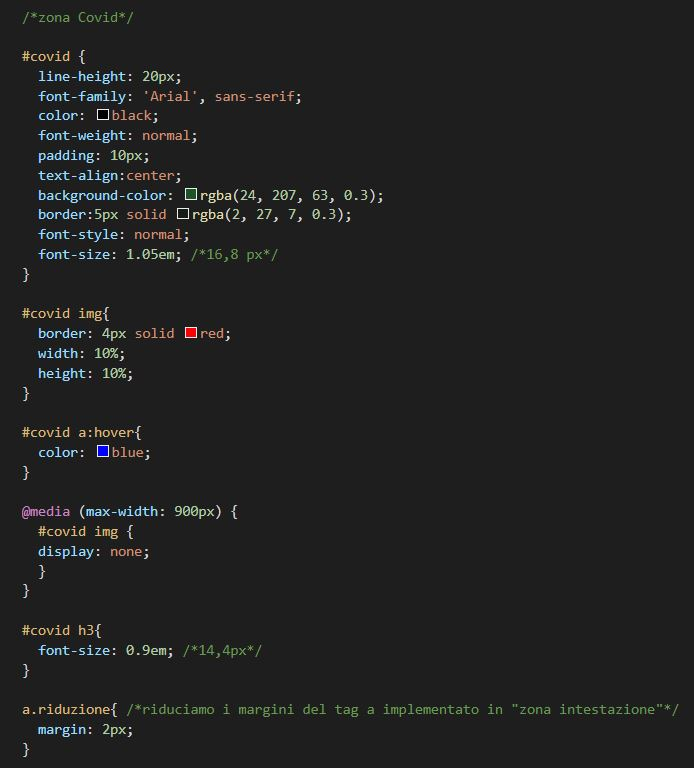 /*zona Covid*/
#covid {
line-height: 20px;
font-family: 'Arial', sans-serif;
color: black;
font-weight: normal;
padding: 10px;
text-align:center;
background-color: rgba(24, 207, 63, 0.3);
border:5px solid rgba(2, 27, 7, 0.3);
font-style: normal;
font-size: 1.05em; /*16,8 px*/
}
#covid img{
border: 4px solid red;
width: 10%;
height: 10%;
}
#covid a:hover{
color: blue;
}
@media (max-width: 900px) {
#covid img {
display: none;
}
}
#covid h3{
font-size: 0.9em; /*14,4px*/
}
a.riduzione{ /*riduciamo i margini del tag a implementato in "zona intestazione"*/
margin: 2px;
}